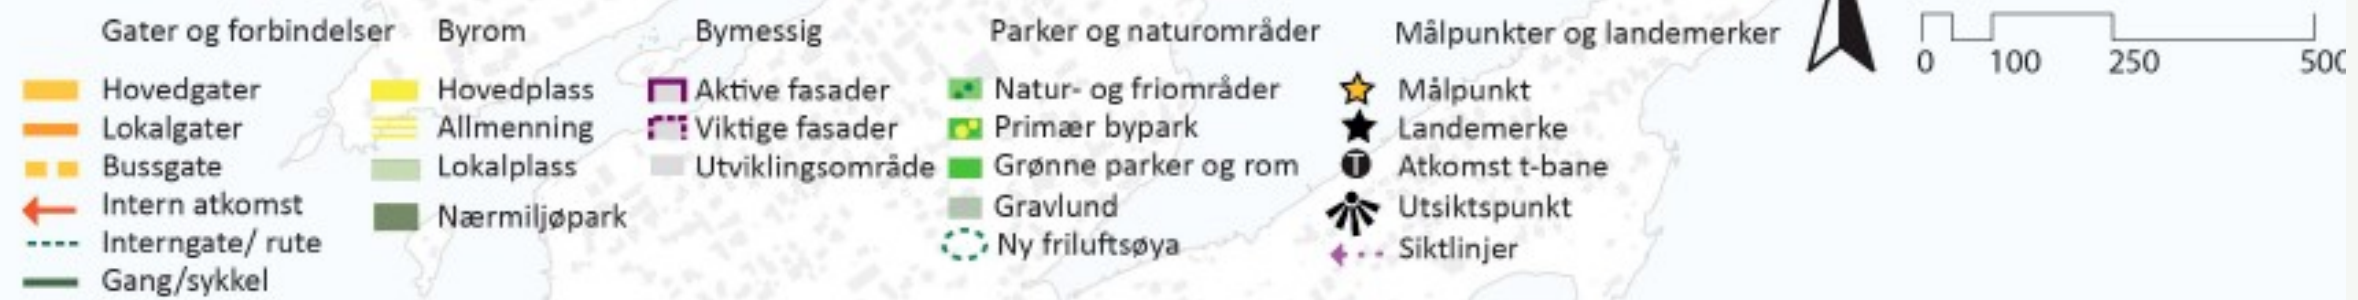 Gater og forbindelser
Hovedgater
Lokalgater
Bussgate
Intern atkomst
Interngate/ rute
Gang/sykkel
Byrom
Hovedplass
Allmenning
Lokalplass
Nærmiljøpark
Bymessig
Aktive fasader
Viktige fasader
Utviklingsområde
Parker og naturområder
Natur- og friområder
Primær bypark
Grønne parker og rom
Gravlund
Ny friluftsøya
Målpunkter og landemerker
Målpunkt
Landemerke
T Atkomst t-bane
Utsiktspunkt
Siktlinjer
0 100 250 500